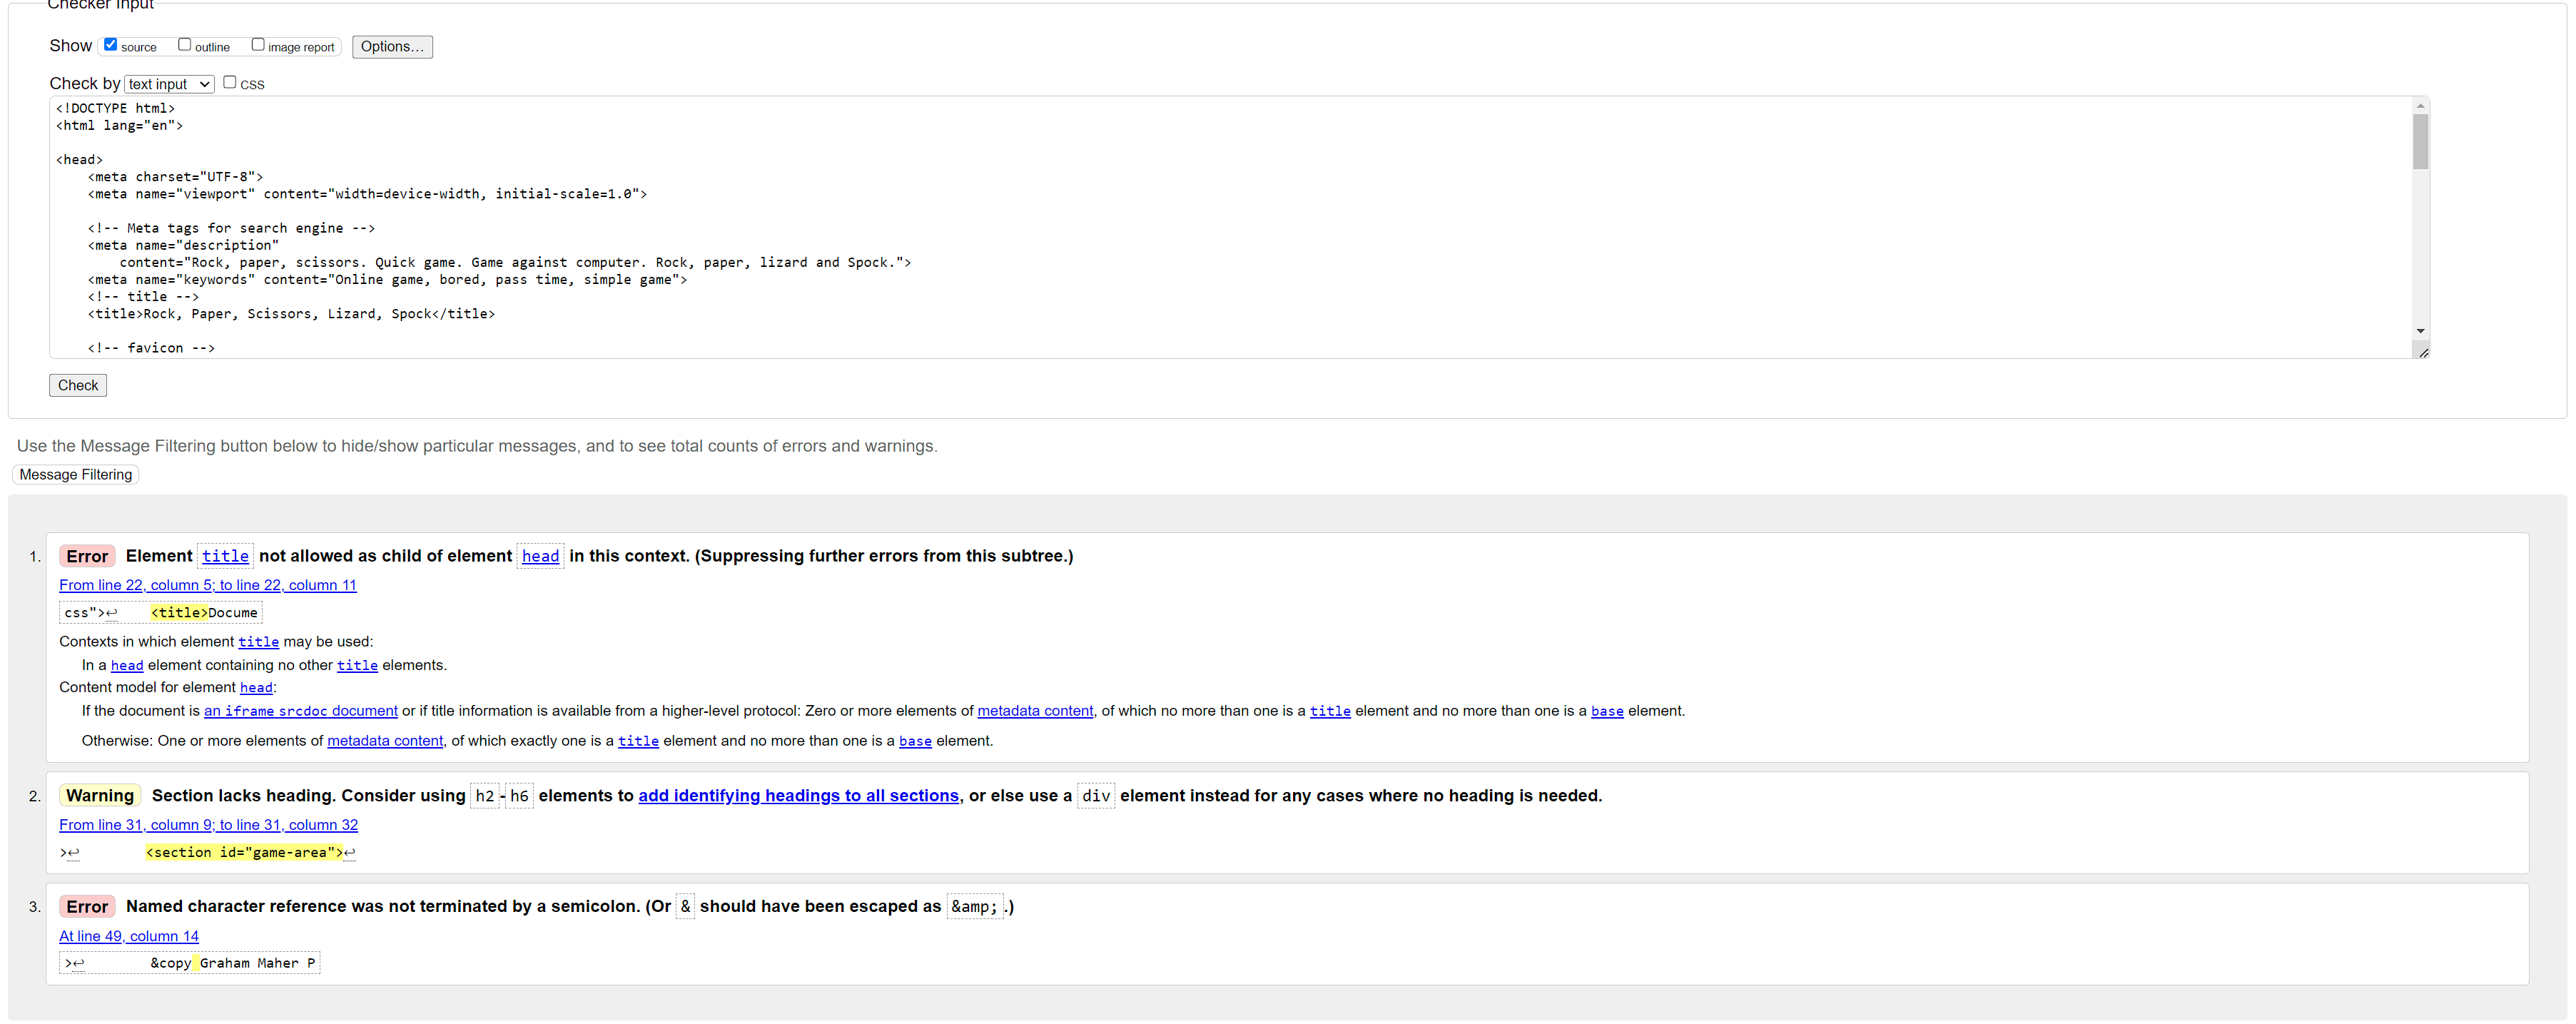 Checker Input
Show source outline image report Options…
Check by text input CSS
<!DOCTYPE html>
<html lang="en">
<head>
<meta charset="UTF-8">
<meta name="viewport" content="width=device-width, initial-scale=1.0">
<!-- Meta tags for search engine -->
<meta name="description"
content="Rock, paper, scissors. Quick game. Game against computer. Rock, paper, lizard and Spock.">
<meta name="keywords" content="Online game, bored, pass time, simple game">
<!-- title -->
<title>Rock, Paper, Scissors, Lizard, Spock</title>
<!-- favicon -->
Check
Use the Message Filtering button below to hide/show particular messages, and to see total counts of errors and warnings.
Message Filtering
1. Error Element title not allowed as child of element head in this context. (Suppressing further errors from this subtree.)
From line 22, column 5; to line 22, column 11
css">↩ <title>Docume
Contexts in which element title may be used:
In a head element containing no other title elements.
Content model for element head:
If the document is an iframe srcdoc document or if title information is available from a higher-level protocol: Zero or more elements of metadata content, of which no more than one is a title element and no more than one is a base element.
Otherwise: One or more elements of metadata content, of which exactly one is a title element and no more than one is a base element.
2. Warning Section lacks heading. Consider using h2-h6 elements to add identifying headings to all sections, or else use a div element instead for any cases where no heading is needed.
From line 31, column 9; to line 31, column 32
>↩ <section id="game-area">↩
3. Error Named character reference was not terminated by a semicolon. (Or & should have been escaped as &amp;.)
At line 49, column 14
>↩ &copy Graham Maher P